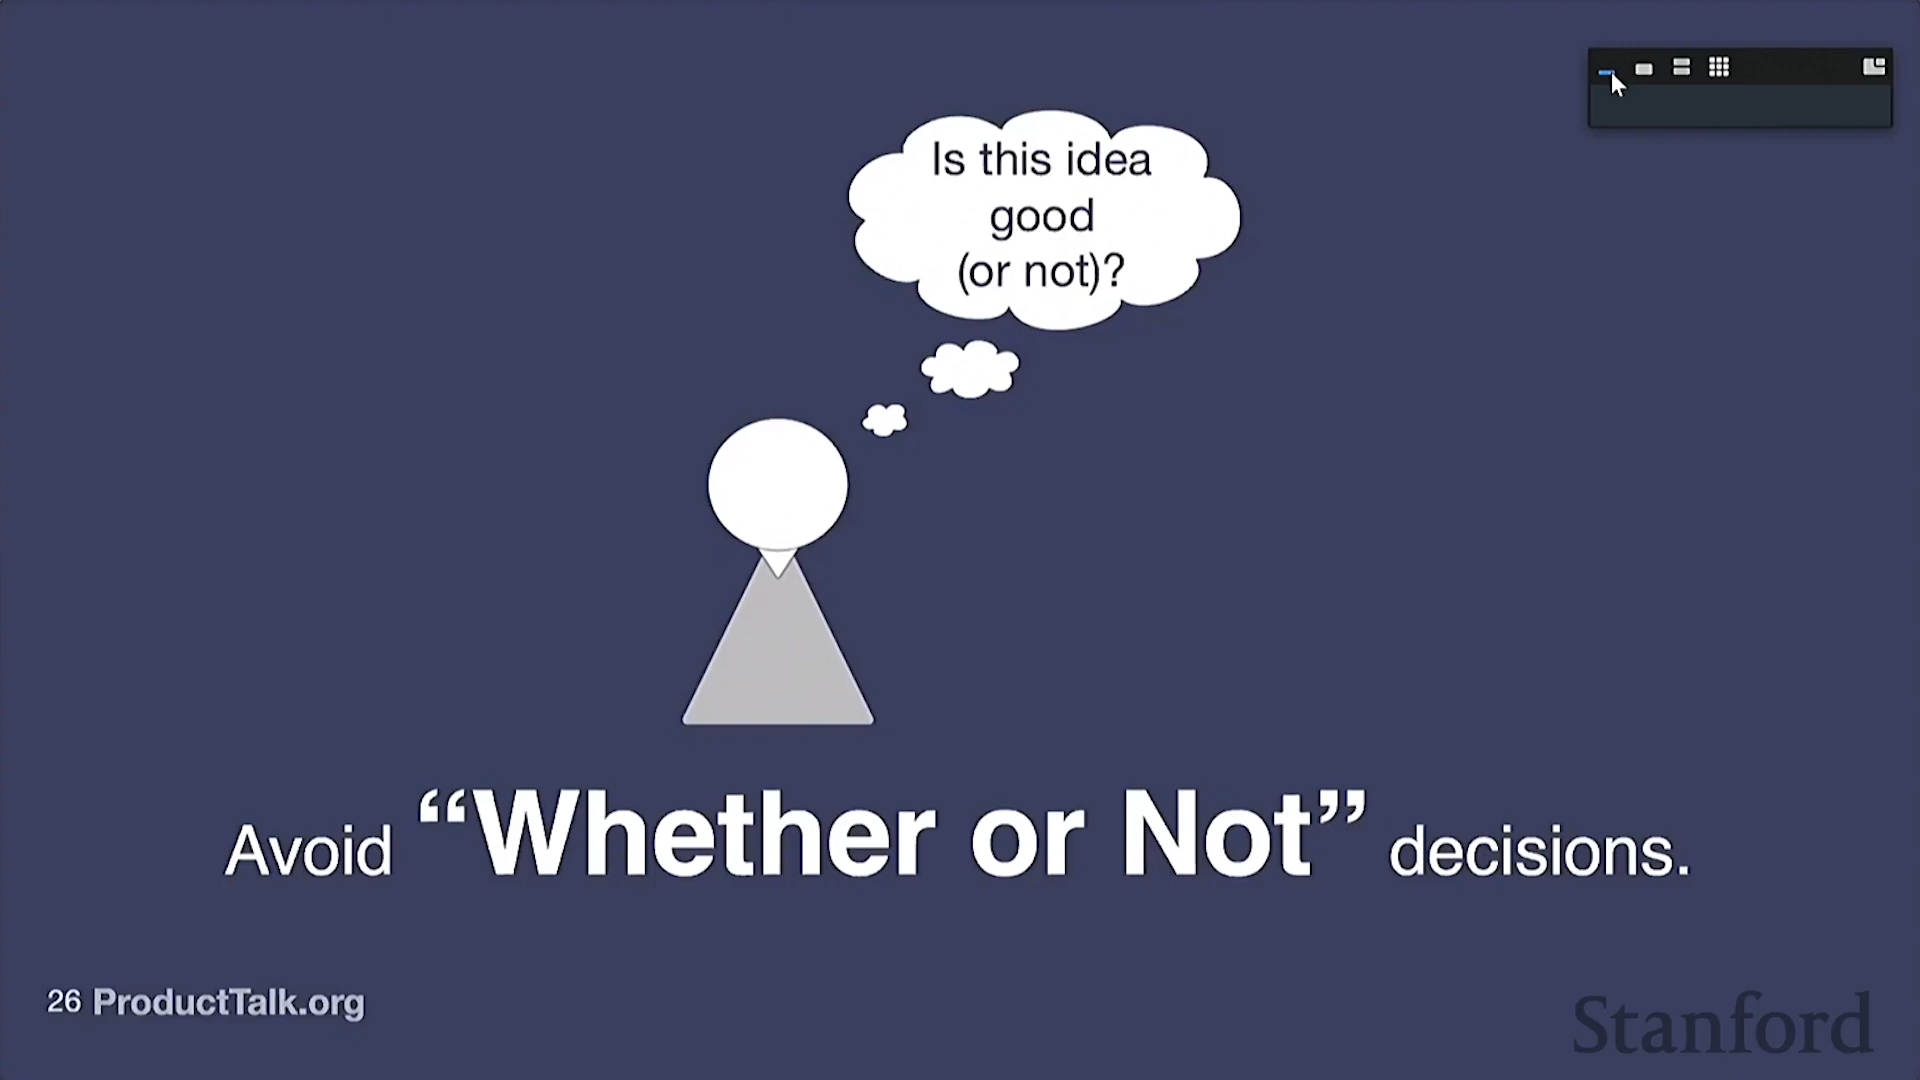 Is this idea
good
(or not)?
Avoid “Whether or Not” decisions.
26 ProductTalk.org
Stanford